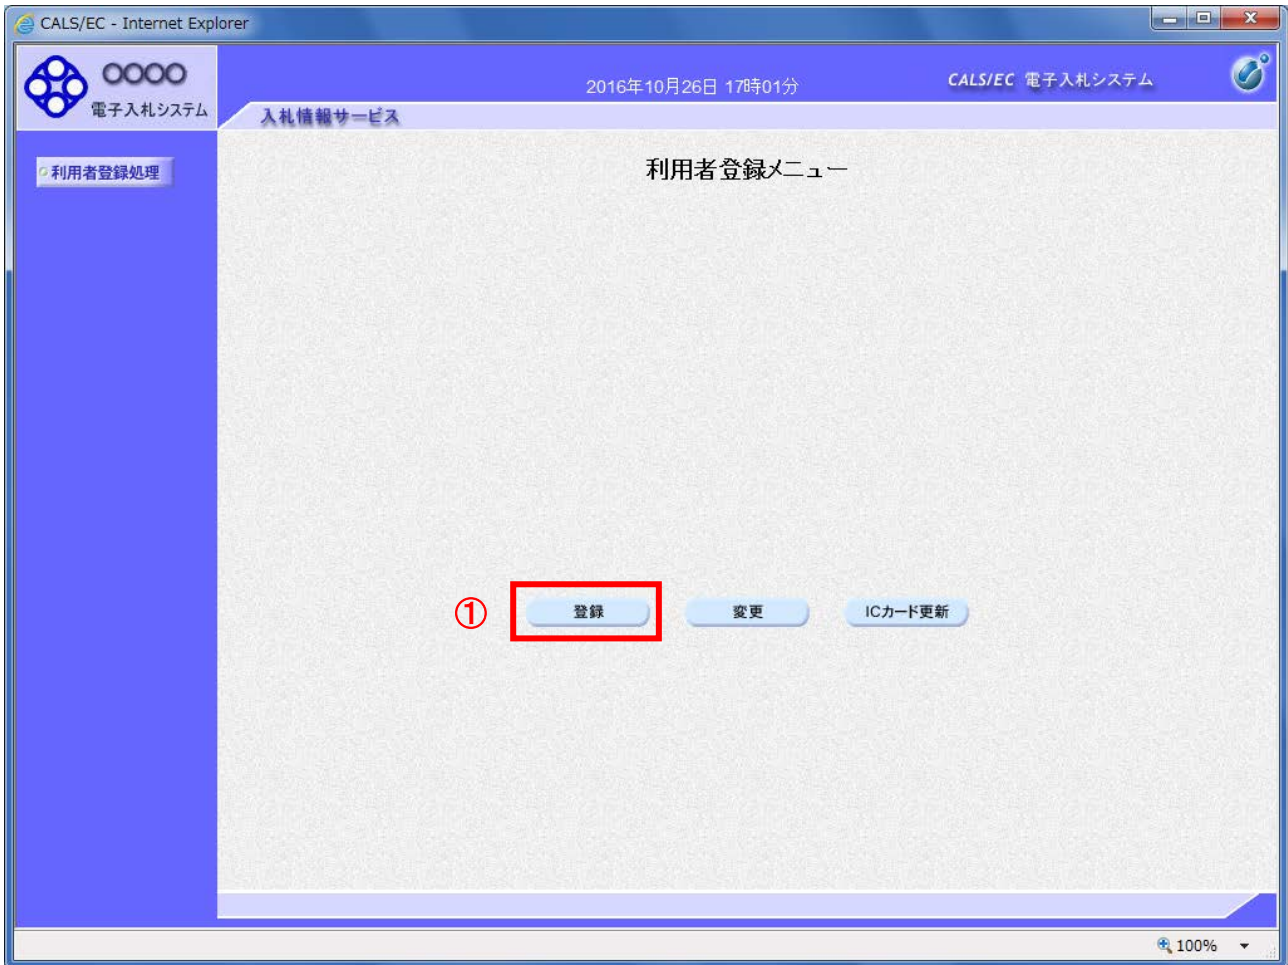 CALS/EC - Internet Explorer
○○○○
電子入札システム
2016年10月26日 17時01分
CALS/EC 電子入札システム
入札情報サービス
利用者登録処理
利用者登録メニュー
① 登録 変更 ICカード更新
100%